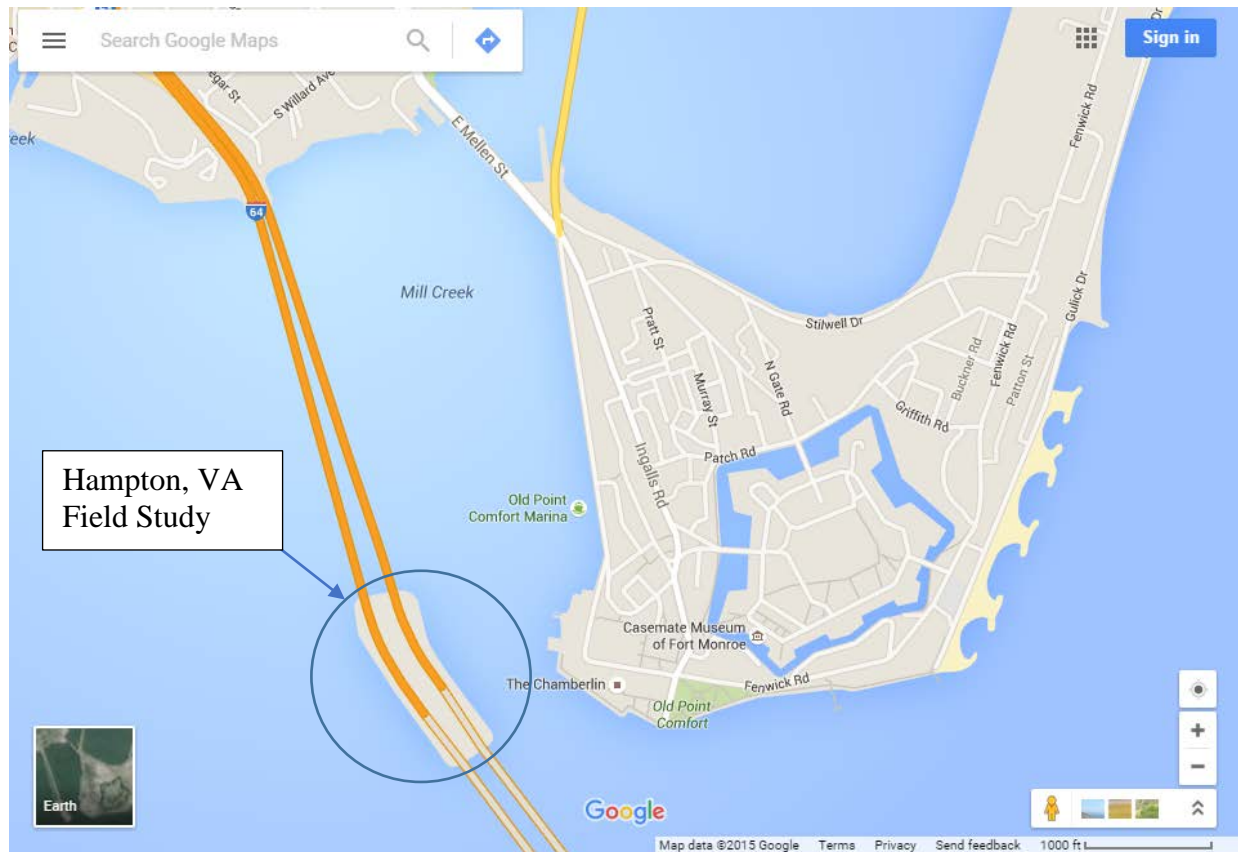 Search Google Maps
Sign in
eek
egar St
S Willard Ave
E Mellen St
64
Mill Creek
Fenwick Rd
Dr
Gulick Dr
Stilwell Dr
Pratt St
Murray St
N Gate Rd
Buckner Rd
Fenwick Rd
Patton St
Griffith Rd
Patch Rd
Ingalls Rd
Hampton, VA
Field Study
Old Point
Comfort Marina
Casemate Museum
of Fort Monroe
The Chamberlin
Fenwick Rd
Old Point
Comfort
Earth
Google
Map data ©2015 Google Terms Privacy Send feedback 1000 ft